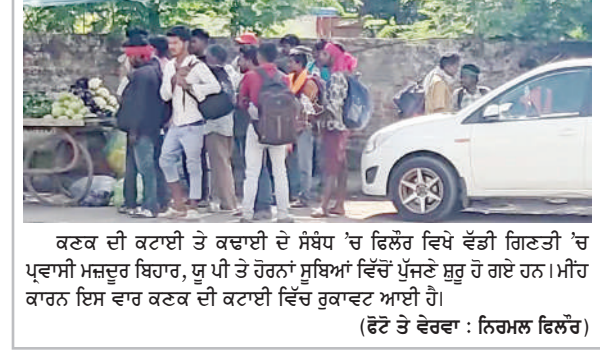 ਕਣਕ ਦੀ ਕਟਾਈ ਤੇ ਕਢਾਈ ਦੇ ਸੰਬੰਧ 'ਚ ਫਿਲੌਰ ਵਿਖੇ ਵੱਡੀ ਗਿਣਤੀ 'ਚ
ਪ੍ਰਵਾਸੀ ਮਜ਼ਦੂਰ ਬਿਹਾਰ, ਯੂ ਪੀ ਤੇ ਹੋਰਨਾਂ ਸੂਬਿਆਂ ਵਿੱਚੋਂ ਪੁੱਜਣੇ ਸ਼ੁਰੂ ਹੋ ਗਏ ਹਨ। ਮੀਂਹ
ਕਾਰਨ ਇਸ ਵਾਰ ਕਣਕ ਦੀ ਕਟਾਈ ਵਿੱਚ ਰੁਕਾਵਟ ਆਈ ਹੈ।
(ਫੋਟੋ ਤੇ ਵੇਰਵਾ : ਨਿਰਮਲ ਫਿਲੌਰ)